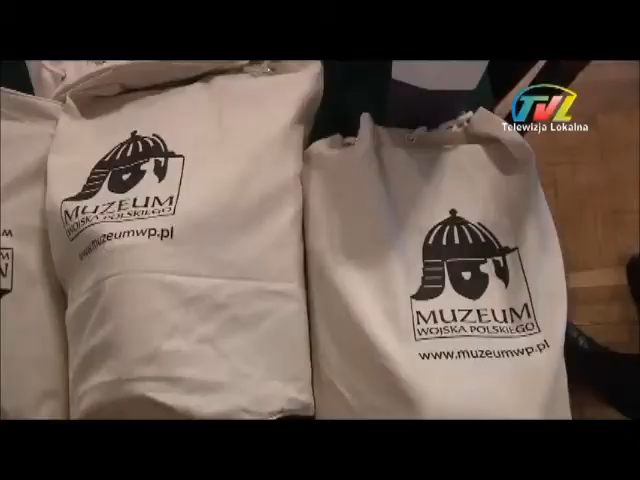 TVL
Telewizja Lokalna
MUZEUM
WOJSKA POLSKIEGO
www.muzeumwp.pl
MUZEUM
WOJSKA POLSKIEGO
www.muzeumwp.pl